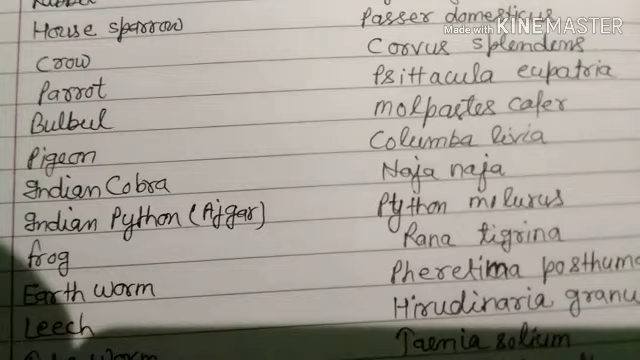 House sparrow Passer domesticus
Made with KINEMASTER
Crow Corvus splendens
Parrot Psittacula eupatria
Bulbul molpastes cafer
Pigeon Columba livia
Indian Cobra Naja naja
Indian Python (Ajgar) Python molurus
frog Rana tigrina
Earth worm Pheretima posthuma
Leech Hirudinaria granu
Taenia solium